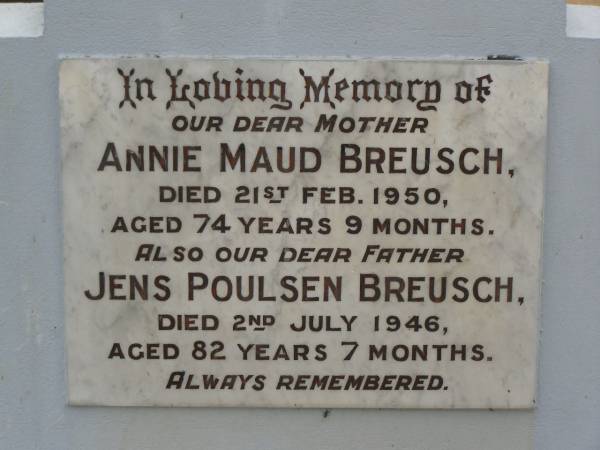 In Loving Memory of
OUR DEAR MOTHER
ANNIE MAUD BREUSCH,
DIED 21ST FEB. 1950,
AGED 74 YEARS 9 MONTHS.
ALSO OUR DEAR FATHER
JENS POULSEN BREUSCH,
DIED 2ND JULY 1946,
AGED 82 YEARS 7 MONTHS.
ALWAYS REMEMBERED.